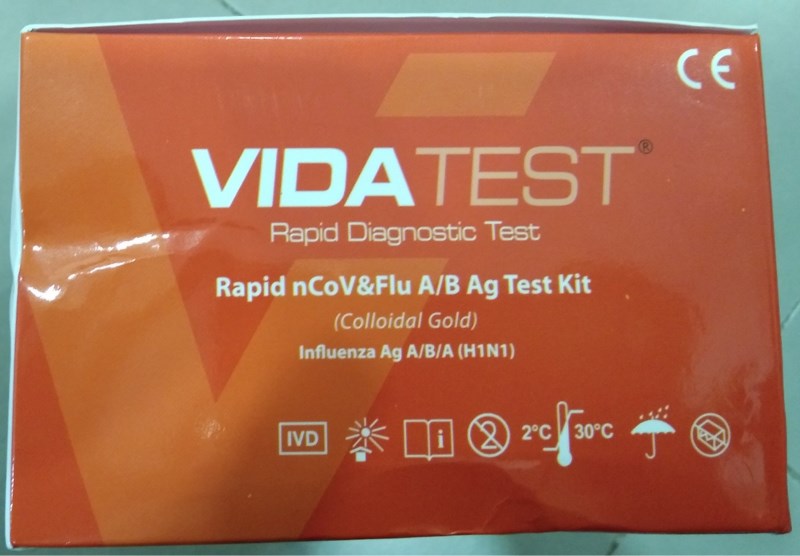 CE
VIDATEST®
Rapid Diagnostic Test
Rapid nCoV&Flu A/B Ag Test Kit
(Colloidal Gold)
Influenza Ag A/B/A (H1N1)
IVD i 2 2°C 30°C